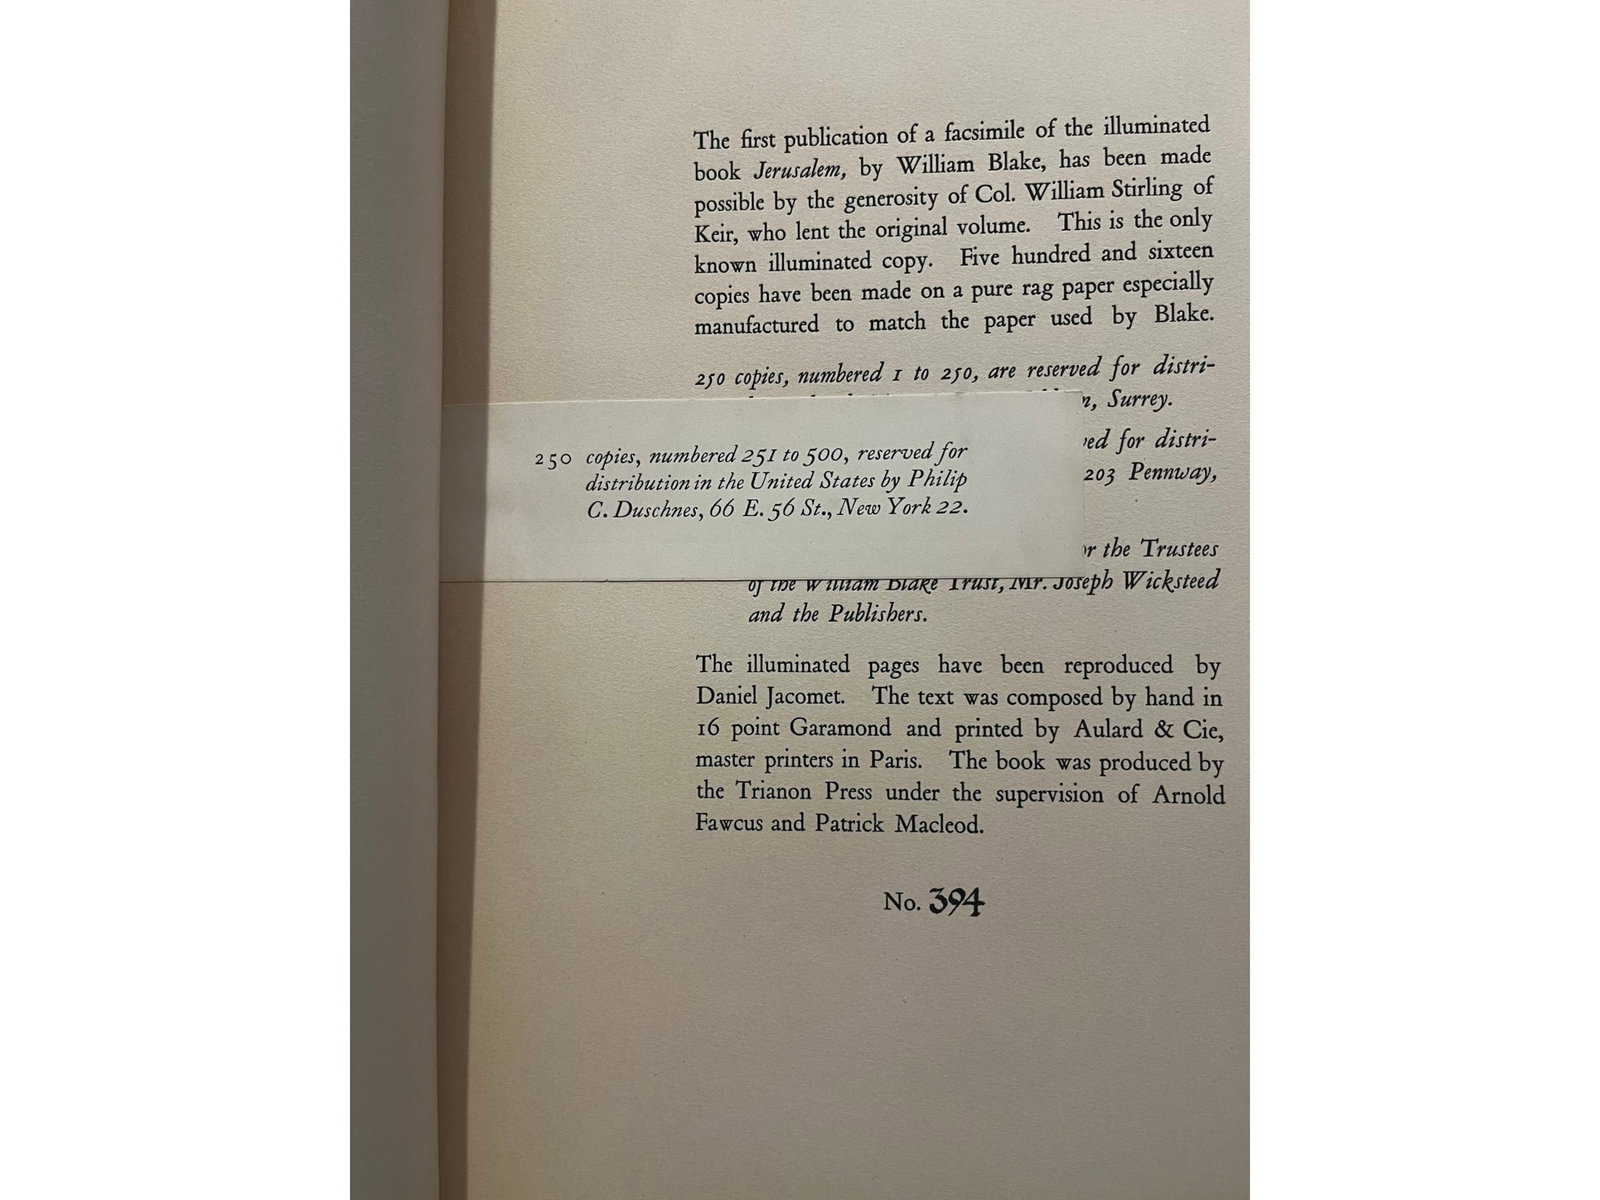 The first publication of a facsimile of the illuminated
book Jerusalem, by William Blake, has been made
possible by the generosity of Col. William Stirling of
Keir, who lent the original volume. This is the only
known illuminated copy. Five hundred and sixteen
copies have been made on a pure rag paper especially
manufactured to match the paper used by Blake.
250 copies, numbered 1 to 250, are reserved for distri-
Surrey.
for distri-
203 Pennway,
250 copies, numbered 251 to 500, reserved for
distribution in the United States by Philip
C. Duschnes, 66 E. 56 St., New York 22.
the Trustees
of the William Blake Trust, Mr. Joseph Wicksteed
and the Publishers.
The illuminated pages have been reproduced by
Daniel Jacomet. The text was composed by hand in
16 point Garamond and printed by Aulard & Cie,
master printers in Paris. The book was produced by
the Trianon Press under the supervision of Arnold
Fawcus and Patrick Macleod.
No. 394